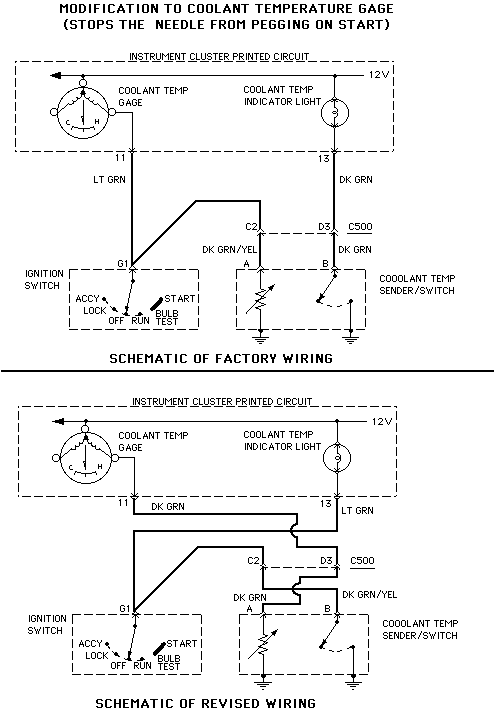 MODIFICATION TO COOLANT TEMPERATURE GAGE
(STOPS THE NEEDLE FROM PEGGING ON START)
INSTRUMENT CLUSTER PRINTED CIRCUIT
12V
COOLANT TEMP
GAGE
COOLANT TEMP
INDICATOR LIGHT
C H
11
13
LT GRN
DK GRN
C2
D3
C500
DK GRN/YEL
DK GRN
G1
A
B
IGNITION
SWITCH
ACCY
LOCK
OFF
RUN
BULB
TEST
START
COOOLANT TEMP
SENDER/SWITCH
SCHEMATIC OF FACTORY WIRING
INSTRUMENT CLUSTER PRINTED CIRCUIT
12V
COOLANT TEMP
GAGE
COOLANT TEMP
INDICATOR LIGHT
C H
11
13
DK GRN
LT GRN
C2
D3
C500
DK GRN
DK GRN/YEL
G1
A
B
IGNITION
SWITCH
ACCY
LOCK
OFF
RUN
BULB
TEST
START
COOOLANT TEMP
SENDER/SWITCH
SCHEMATIC OF REVISED WIRING